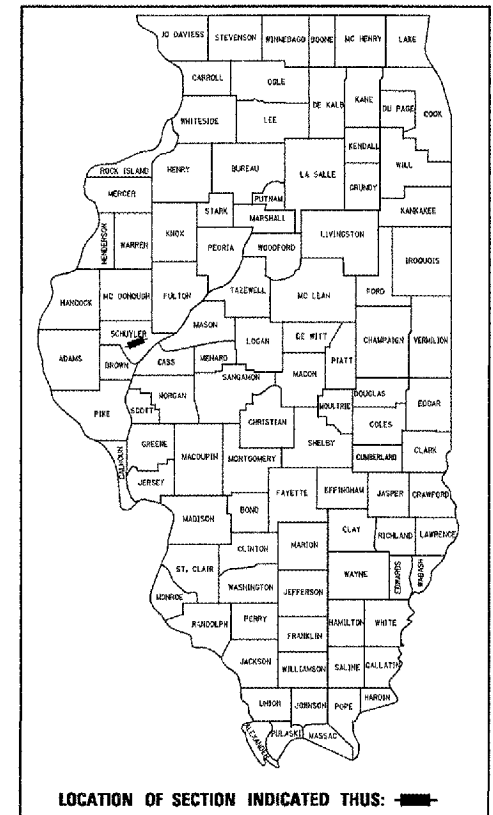 JO DAVIESS STEVENSON WINNEBAGO BOONE MC HENRY LAKE
CARROLL OGLE
DE KALB KANE DU PAGE COOK
WHITESIDE LEE
KENDALL WILL
ROCK ISLAND HENRY BUREAU LA SALLE GRUNDY
MERCER PUTNAM
STARK MARSHALL KANKAKEE
HENDERSON WARREN KNOX PEORIA WOODFORD LIVINGSTON
IROQUOIS
HANCOCK MC DONOUGH FULTON TAZEWELL MC LEAN FORD
MASON
SCHUYLER LOGAN DE WITT CHAMPAIGN VERMILION
ADAMS BROWN CASS MENARD PIATT
SANGAMON MACON
PIKE SCOTT MORGAN MOULTRIE DOUGLAS EDGAR
CHRISTIAN COLES
CALHOUN GREENE MACOUPIN MONTGOMERY SHELBY CUMBERLAND CLARK
JERSEY
FAYETTE EFFINGHAM JASPER CRAWFORD
MADISON BOND
CLAY RICHLAND LAWRENCE
CLINTON MARION
ST. CLAIR WAYNE EDWARDS WABASH
WASHINGTON JEFFERSON
MONROE
RANDOLPH PERRY HAMILTON WHITE
FRANKLIN
JACKSON WILLIAMSON SALINE GALLATIN
UNION JOHNSON POPE HARDIN
ALEXANDER PULASKI MASSAC
LOCATION OF SECTION INDICATED THUS: